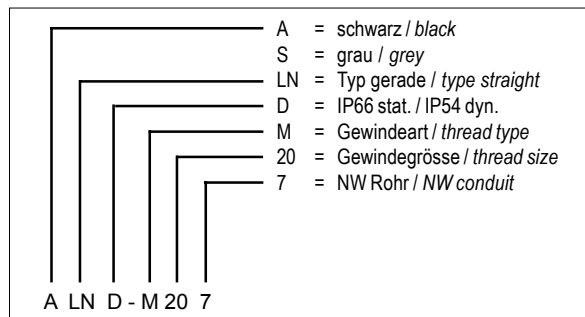 A = schwarz / black
S = grau / grey
LN = Typ gerade / type straight
D = IP66 stat. / IP54 dyn.
M = Gewindeart / thread type
20 = Gewindegrösse / thread size
7 = NW Rohr / NW conduit
A LN D - M 20 7